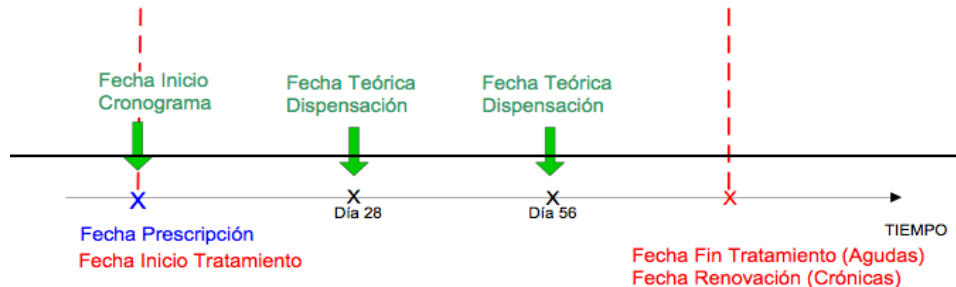 Fecha Inicio
Cronograma
Fecha Teórica
Dispensación
Fecha Teórica
Dispensación
X
X
X
X
Día 28
Día 56
TIEMPO
Fecha Prescripción
Fecha Inicio Tratamiento
Fecha Fin Tratamiento (Agudas)
Fecha Renovación (Crónicas)